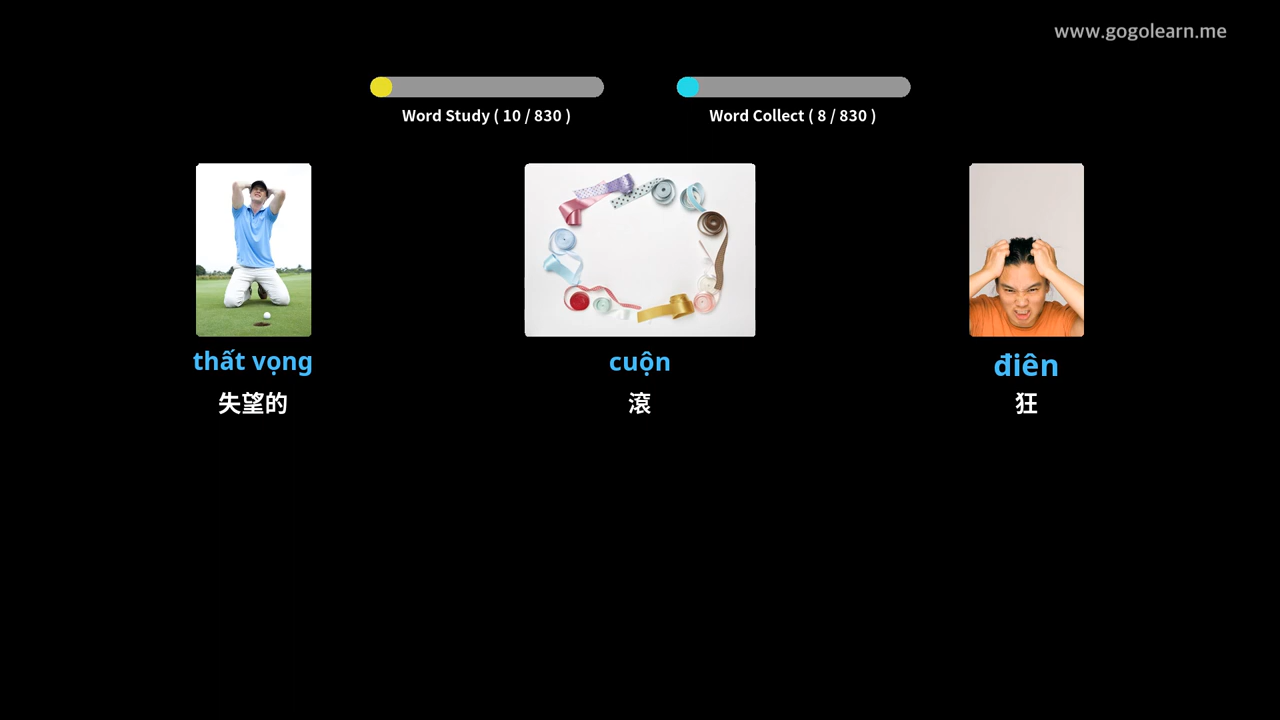 www.gogolearn.me
Word Study ( 10 / 830 )
Word Collect ( 8 / 830 )
thất vọng
失望的
cuộn
滾
điên
狂